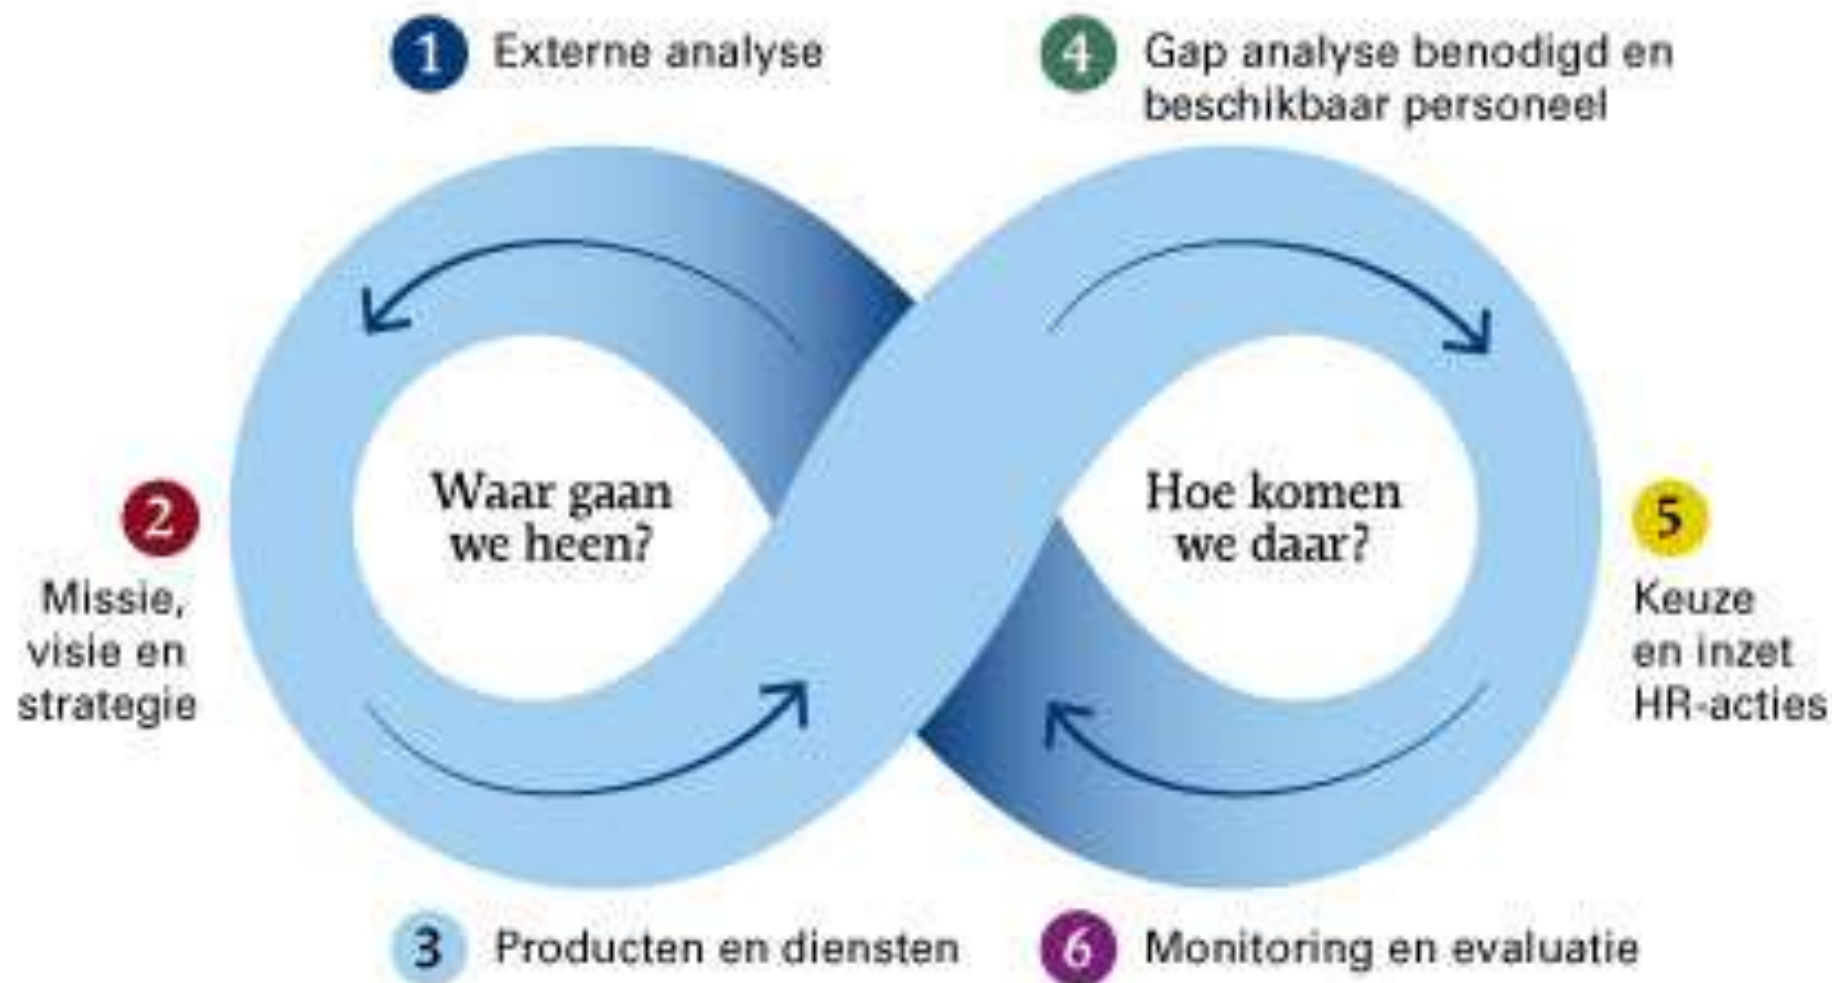 1 Externe analyse
2
Missie,
visie en
strategie
3 Producten en diensten
Waar gaan
we heen?
4 Gap analyse benodigd en
beschikbaar personeel
5
Keuze
en inzet
HR-acties
6 Monitoring en evaluatie
Hoe komen
we daar?